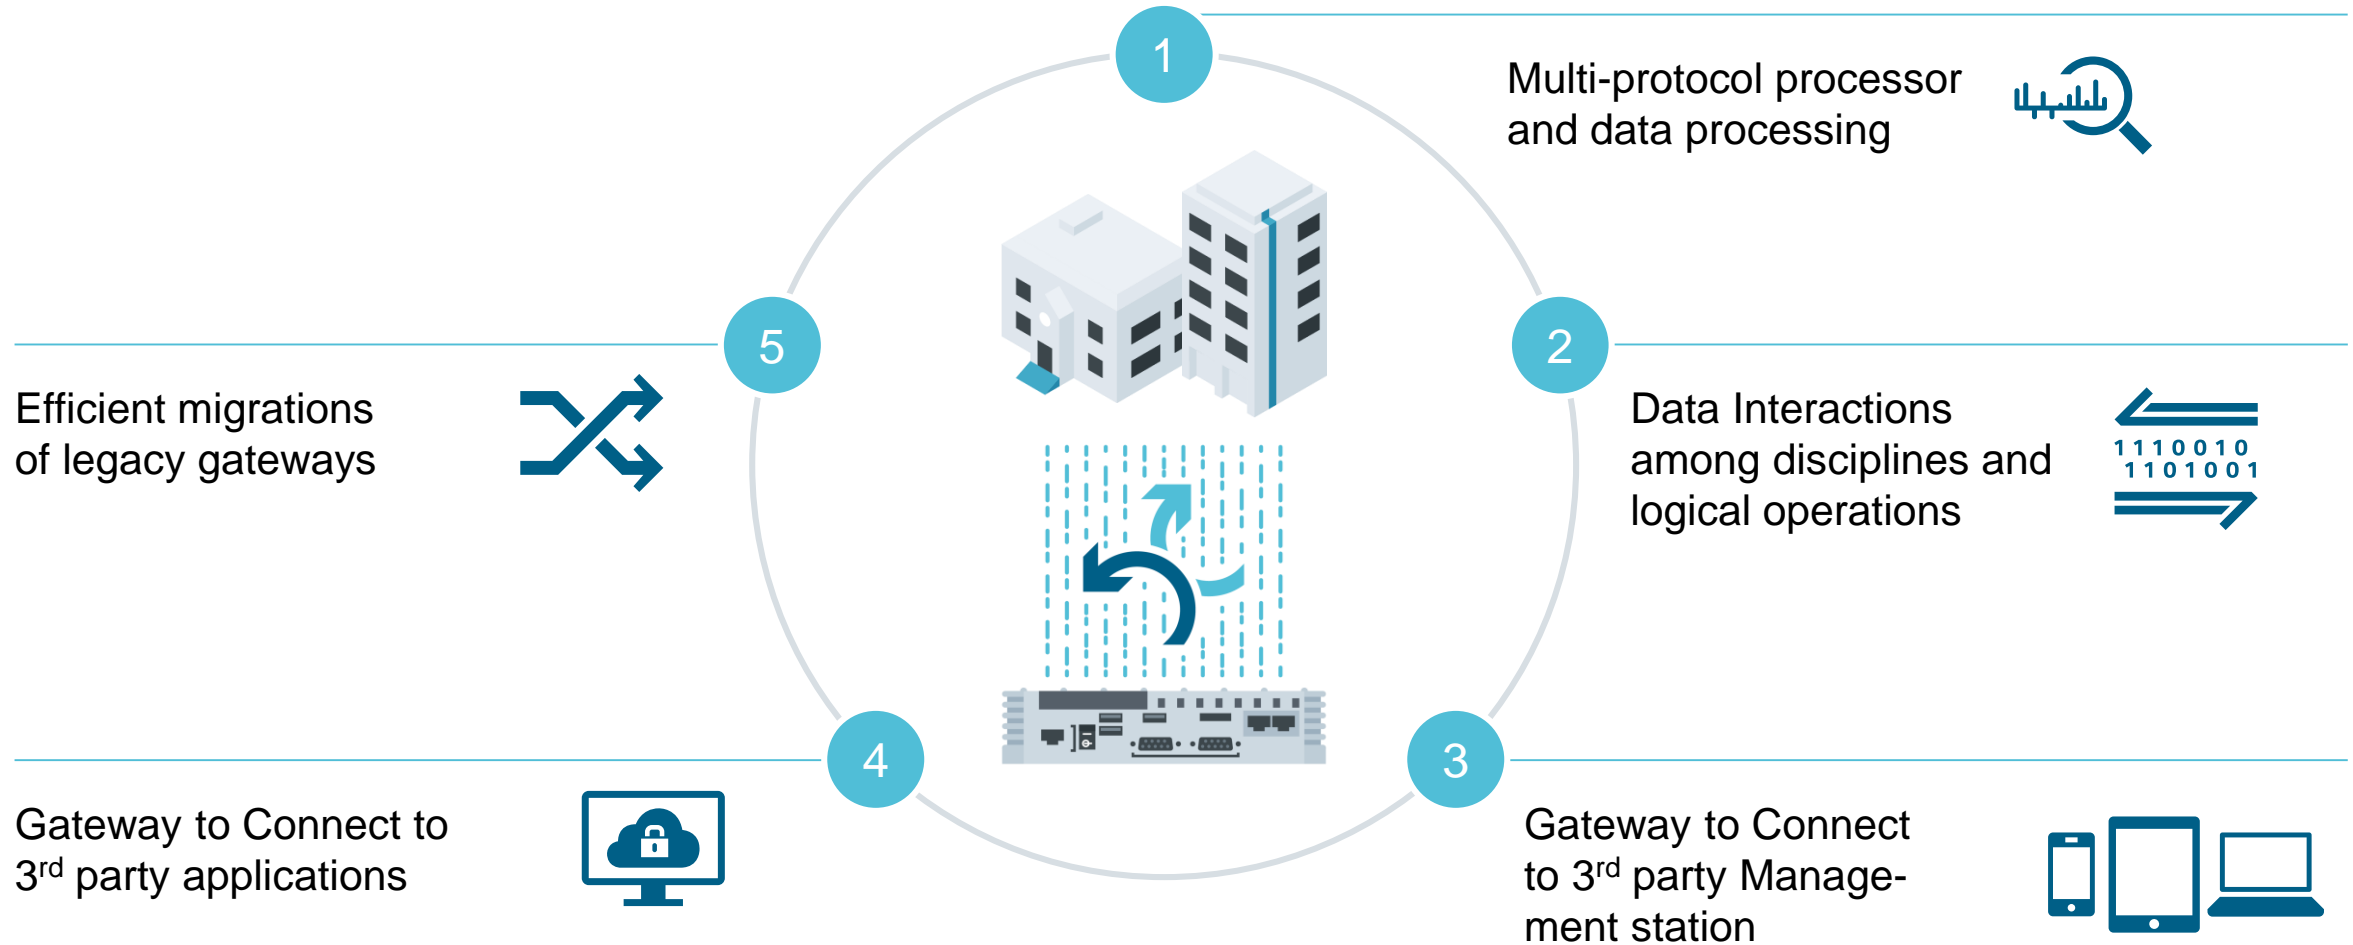 1
Multi-protocol processor
and data processing
2
Data Interactions
among disciplines and
logical operations
1110010
1101001
3
Gateway to Connect
to 3rd party Manage-
ment station
4
Gateway to Connect to
3rd party applications
5
Efficient migrations
of legacy gateways